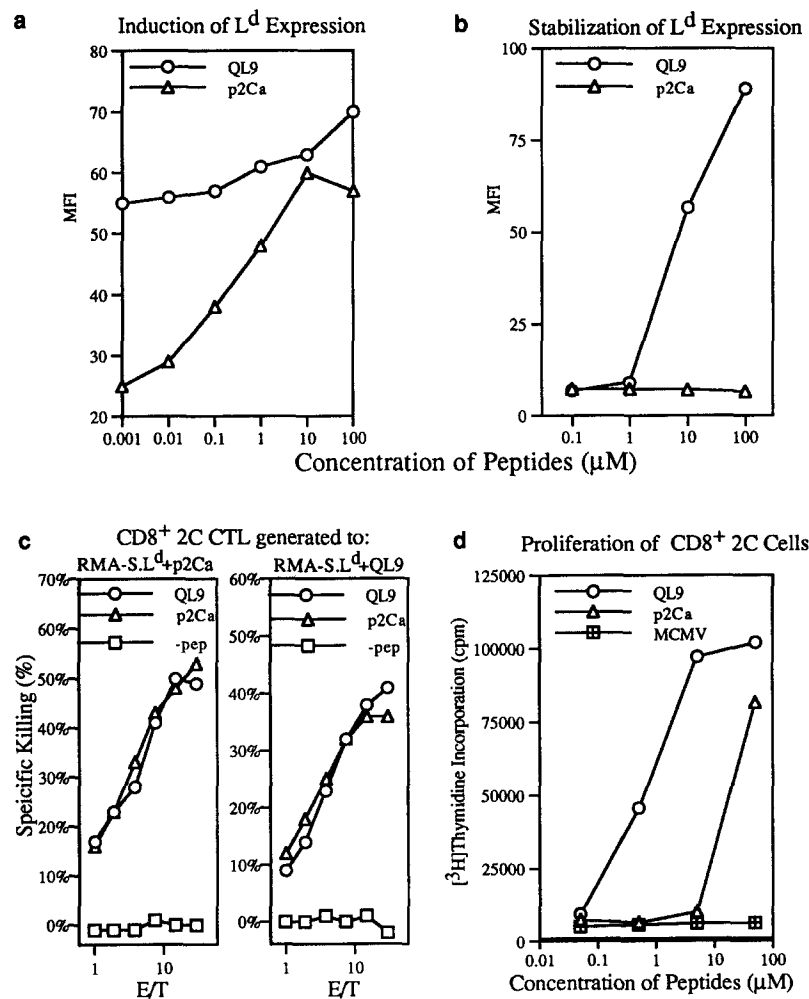 a
Induction of L^d Expression
80
70
60
50
40
30
20
MFI
QL9
p2Ca
0.001 0.01 0.1 1 10 100
b
Stabilization of L^d Expression
100
75
50
25
0
MFI
QL9
p2Ca
0.1 1 10 100
Concentration of Peptides (μM)
c
CD8+ 2C CTL generated to:
RMA-S.L^d+p2Ca
70%
60%
50%
40%
30%
20%
10%
0%
Speicific Killing (%)
QL9
p2Ca
-pep
1 10
E/T
RMA-S.L^d+QL9
60%
50%
40%
30%
20%
10%
0%
QL9
p2Ca
-pep
1 10
E/T
d
Proliferation of CD8+ 2C Cells
125000
100000
75000
50000
25000
0
[³H]Thymidine Incorporation (cpm)
QL9
p2Ca
MCMV
0.01 0.1 1 10 100
Concentration of Peptides (μM)